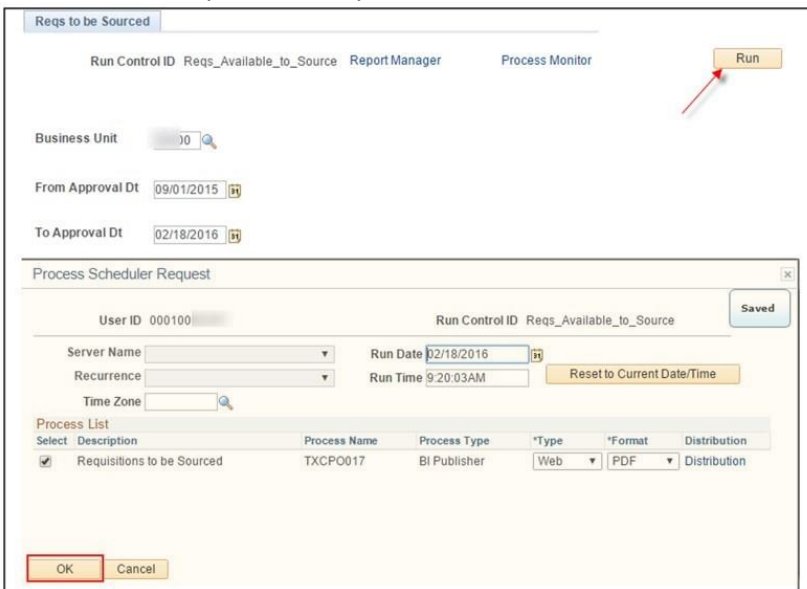 Reqs to be Sourced
Run Control ID Reqs_Available_to_Source Report Manager Process Monitor Run
Business Unit 00
From Approval Dt 09/01/2015
To Approval Dt 02/18/2016
Process Scheduler Request
Saved
User ID 000100 Run Control ID Reqs_Available_to_Source
Server Name Run Date 02/18/2016
Recurrence Run Time 9:20:03AM Reset to Current Date/Time
Time Zone
Process List
Select Description Process Name Process Type *Type *Format Distribution
Requisitions to be Sourced TXCPO017 BI Publisher Web PDF Distribution
OK Cancel